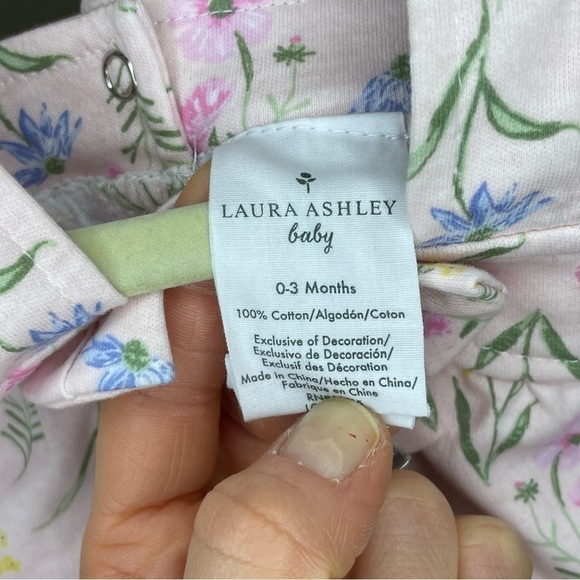 LAURA ASHLEY
baby
0-3 Months
100% Cotton/Algodón/Coton
Exclusive of Decoration/
Exclusivo de Decoración/
Exclusif des Décoration
Made in China/Hecho en China/
Fabrique en Chine